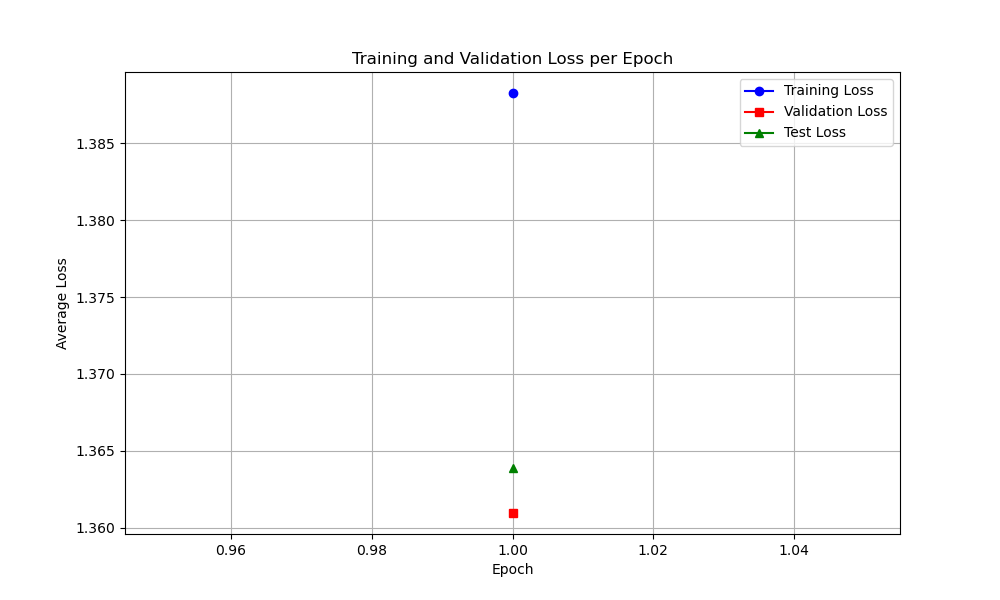 Training and Validation Loss per Epoch
Training Loss
Validation Loss
Test Loss
Average Loss
1.385
1.380
1.375
1.370
1.365
1.360
0.96 0.98 1.00 1.02 1.04
Epoch